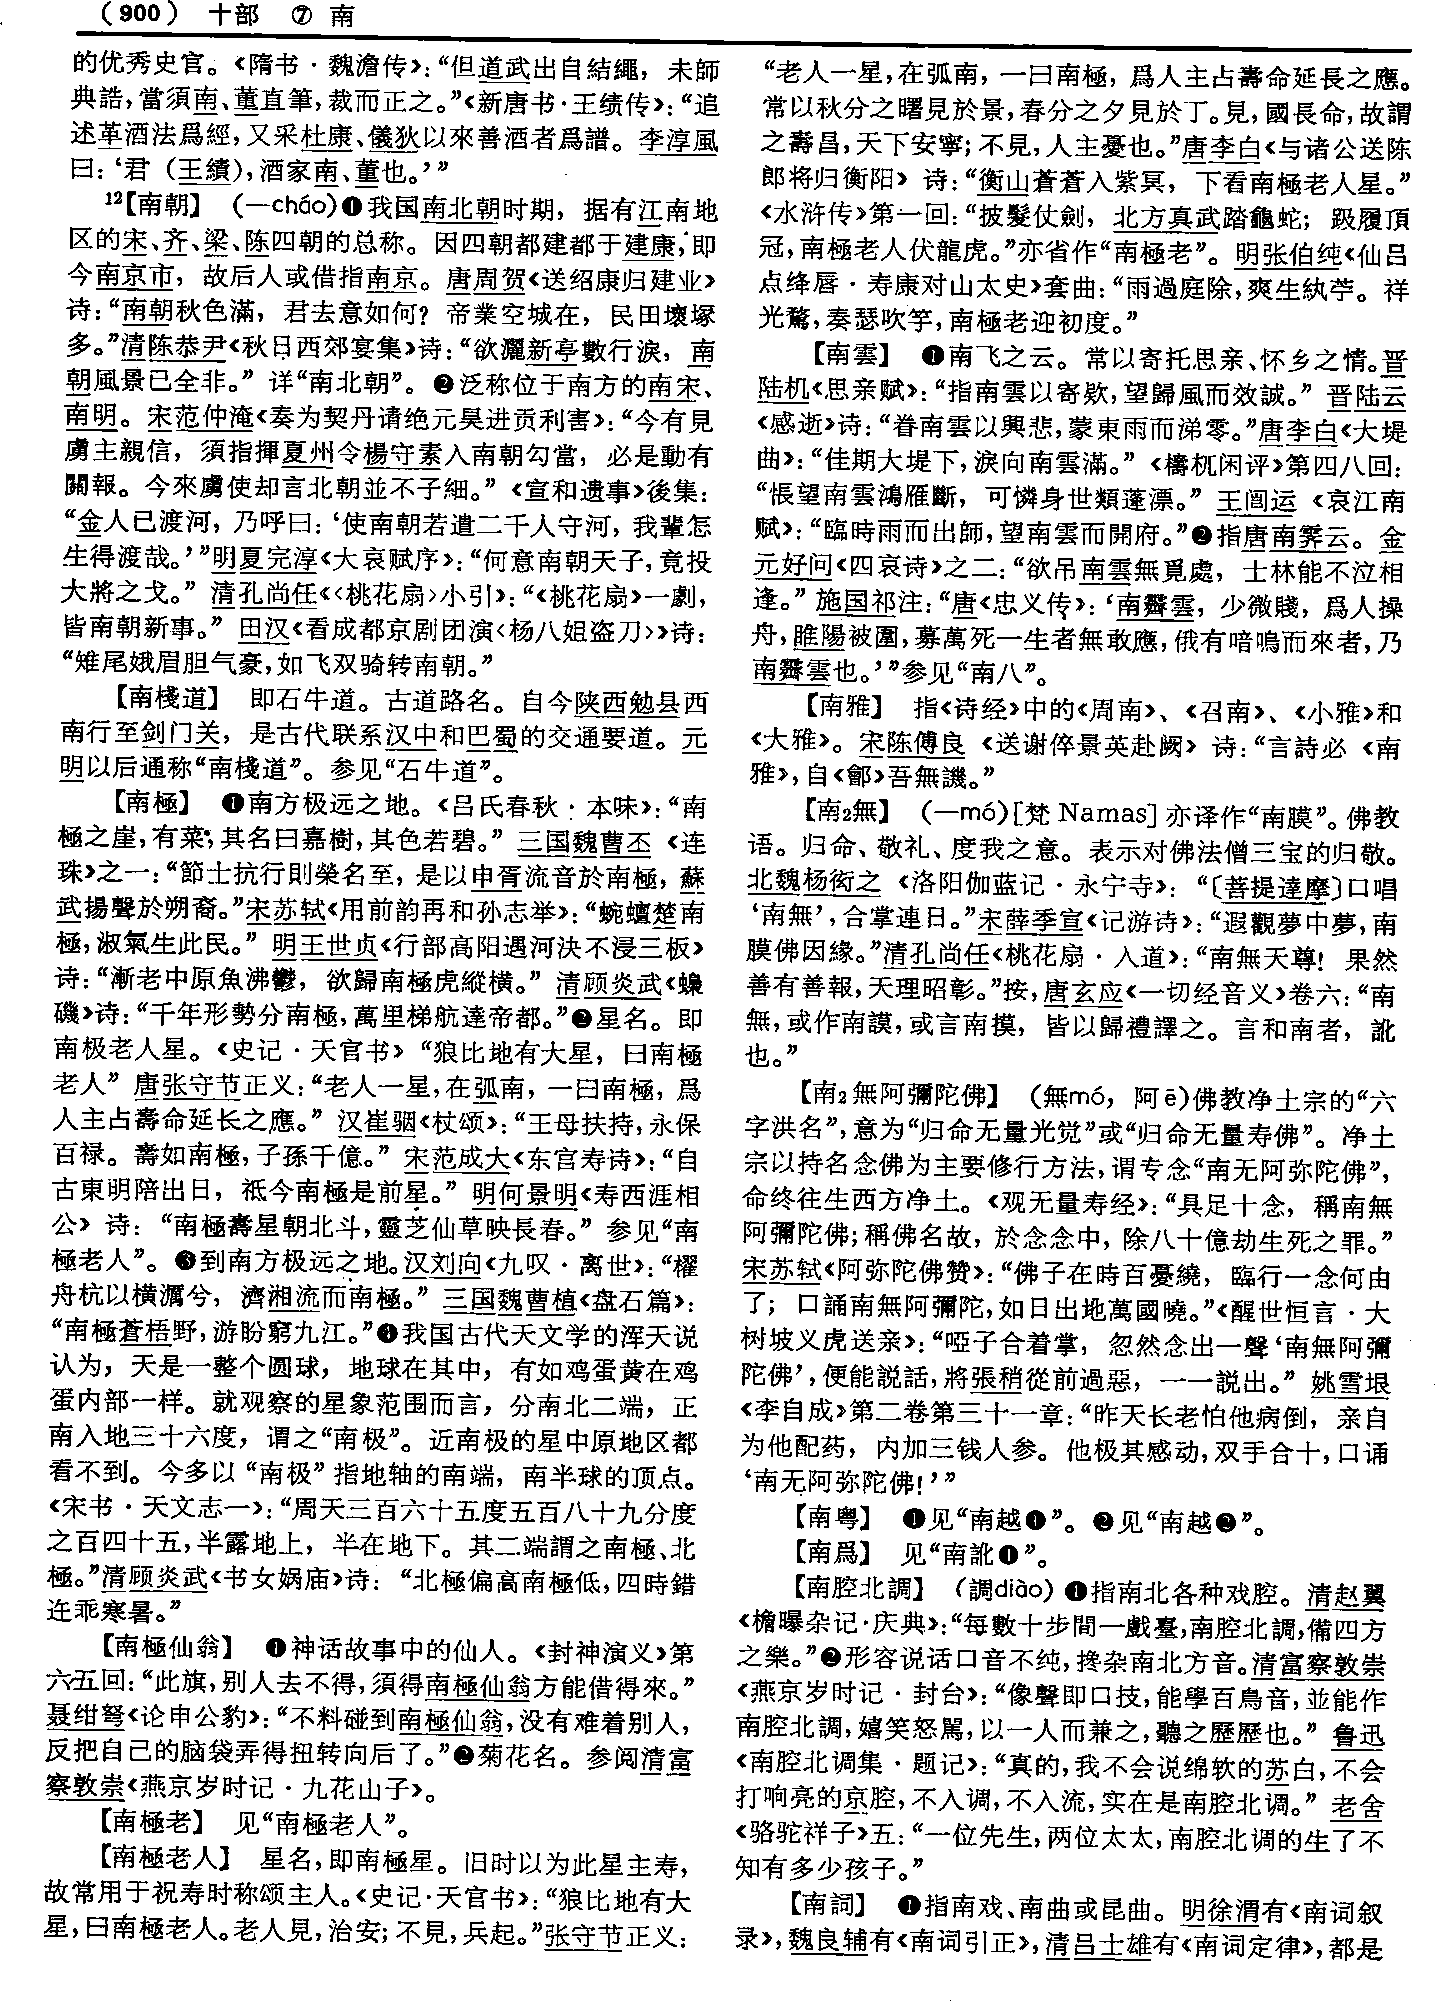 （900） 十部 ⑦ 南
的优秀史官。《隋书·魏澹传》：“但道武出自結繩，未師
典誥，當須南、董直筆，裁而正之。”《新唐书·王绩传》：“追
述革酒法爲經，又采杜康、儀狄以來善酒者爲譜。李淳風
曰：‘君（王績），酒家南、董也。’”
¹²【南朝】（—cháo）❶我国南北朝时期，据有江南地
区的宋、齐、梁、陈四朝的总称。因四朝都建都于建康，即
今南京市，故后人或借指南京。唐周贺《送绍康归建业》
诗：“南朝秋色滿，君去意如何？帝業空城在，民田壞塚
多。”清陈恭尹《秋日西郊宴集》诗：“欲灑新亭數行淚，南
朝風景已全非。”详“南北朝”。❷泛称位于南方的南宋、
南明。宋范仲淹《奏为契丹请绝元昊进贡利害》：“今有見
虜主親信，須指揮夏州令楊守素入南朝勾當，必是動有
關報。今來虜使却言北朝並不子細。”《宣和遗事》後集：
“金人已渡河，乃呼曰：‘使南朝若遣二千人守河，我輩怎
生得渡哉。’”明夏完淳《大哀赋序》：“何意南朝天子，竟投
大將之戈。”清孔尚任《〈桃花扇〉小引》：“《桃花扇》一劇，
皆南朝新事。”田汉《看成都京剧团演〈杨八姐盗刀〉》诗：
“雉尾娥眉胆气豪，如飞双骑转南朝。”
【南棧道】 即石牛道。古道路名。自今陕西勉县西
南行至剑门关，是古代联系汉中和巴蜀的交通要道。元
明以后通称“南棧道”。参见“石牛道”。
【南極】 ❶南方极远之地。《吕氏春秋·本味》：“南
極之崖，有菜，其名曰嘉樹，其色若碧。”三国魏曹丕《连
珠》之一：“節士抗行則榮名至，是以申胥流音於南極，蘇
武揚聲於朔裔。”宋苏轼《用前韵再和孙志举》：“蜿蟺楚南
極，淑氣生此民。”明王世贞《行部高阳遇河决不浸三板》
诗：“漸老中原魚沸鬱，欲歸南極虎縱横。”清顾炎武《蟂
磯》诗：“千年形勢分南極，萬里梯航達帝都。”❷星名。即
南极老人星。《史记·天官书》“狼比地有大星，曰南極
老人”唐张守节正义：“老人一星，在弧南，一曰南極，爲
人主占壽命延长之應。”汉崔骃《杖颂》：“王母扶持，永保
百禄。壽如南極，子孫千億。”宋范成大《东宫寿诗》：“自
古東明陪出日，祗今南極是前星。”明何景明《寿西涯相
公》诗：“南極壽星朝北斗，靈芝仙草映長春。”参见“南
極老人”。❸到南方极远之地。汉刘向《九叹·离世》：“櫂
舟杭以横濿兮，濟湘流而南極。”三国魏曹植《盘石篇》：
“南極蒼梧野，游盼窮九江。”❹我国古代天文学的浑天说
认为，天是一整个圆球，地球在其中，有如鸡蛋黄在鸡
蛋内部一样。就观察的星象范围而言，分南北二端，正
南入地三十六度，谓之“南极”。近南极的星中原地区都
看不到。今多以“南极”指地轴的南端，南半球的顶点。
《宋书·天文志一》：“周天三百六十五度五百八十九分度
之百四十五，半露地上，半在地下。其二端謂之南極、北
極。”清顾炎武《书女娲庙》诗：“北極偏高南極低，四時錯
迕乖寒暑。”
【南極仙翁】 ❶神话故事中的仙人。《封神演义》第
六五回：“此旗，别人去不得，須得南極仙翁方能借得來。”
聂绀弩《论申公豹》：“不料碰到南極仙翁，没有难着别人，
反把自己的脑袋弄得扭转向后了。”❷菊花名。参阅清富
察敦崇《燕京岁时记·九花山子》。
【南極老】 见“南極老人”。
【南極老人】 星名，即南極星。旧时以为此星主寿，
故常用于祝寿时称颂主人。《史记·天官书》：“狼比地有大
星，曰南極老人。老人見，治安；不見，兵起。”张守节正义：
“老人一星，在弧南，一曰南極，爲人主占壽命延長之應。
常以秋分之曙見於景，春分之夕見於丁。見，國長命，故謂
之壽昌，天下安寧；不見，人主憂也。”唐李白《与诸公送陈
郎将归衡阳》诗：“衡山蒼蒼入紫冥，下看南極老人星。”
《水浒传》第一回：“披髮仗劍，北方真武踏龜蛇；趿履頂
冠，南極老人伏龍虎。”亦省作“南極老”。明张伯纯《仙吕
点绛唇·寿康对山太史》套曲：“雨過庭除，爽生紈苧。祥
光騖，奏瑟吹竽，南極老迎初度。”
【南雲】 ❶南飞之云。常以寄托思亲、怀乡之情。晋
陆机《思亲赋》：“指南雲以寄欵，望歸風而效誠。”晋陆云
《感逝》诗：“眷南雲以興悲，蒙東雨而涕零。”唐李白《大堤
曲》：“佳期大堤下，淚向南雲滿。”《檮杌闲评》第四八回：
“悵望南雲鴻雁斷，可憐身世類蓬漂。”王闿运《哀江南
赋》：“臨時雨而出師，望南雲而開府。”❷指唐南霁云。金
元好问《四哀诗》之二：“欲吊南雲無覓處，士林能不泣相
逢。”施国祁注：“唐《忠义传》：‘南霽雲，少微賤，爲人操
舟，睢陽被圍，募萬死一生者無敢應，俄有喑鳴而來者，乃
南霽雲也。’”参见“南八”。
【南雅】 指《诗经》中的《周南》、《召南》、《小雅》和
《大雅》。宋陈傅良《送谢倅景英赴阙》诗：“言詩必《南
雅》，自《鄶》吾無譏。”
【南₂無】（—mó）[梵 Namas] 亦译作“南膜”。佛教
语。归命、敬礼、度我之意。表示对佛法僧三宝的归敬。
北魏杨衒之《洛阳伽蓝记·永宁寺》：“〔菩提達摩〕口唱
‘南無’，合掌連日。”宋薛季宣《记游诗》：“遐觀夢中夢，南
膜佛因緣。”清孔尚任《桃花扇·入道》：“南無天尊！果然
善有善報，天理昭彰。”按，唐玄应《一切经音义》卷六：“南
無，或作南謨，或言南摸，皆以歸禮譯之。言和南者，訛
也。”
【南₂無阿彌陀佛】（無mó，阿ē）佛教净土宗的“六
字洪名”，意为“归命无量光觉”或“归命无量寿佛”。净土
宗以持名念佛为主要修行方法，谓专念“南无阿弥陀佛”，
命终往生西方净土。《观无量寿经》：“具足十念，稱南無
阿彌陀佛；稱佛名故，於念念中，除八十億劫生死之罪。”
宋苏轼《阿弥陀佛赞》：“佛子在時百憂繞，臨行一念何由
了；口誦南無阿彌陀，如日出地萬國曉。”《醒世恒言·大
树坡义虎送亲》：“啞子合着掌，忽然念出一聲‘南無阿彌
陀佛’，便能説話，將張稍從前過惡，一一説出。”姚雪垠
《李自成》第二卷第三十一章：“昨天长老怕他病倒，亲自
为他配药，内加三钱人参。他极其感动，双手合十，口诵
‘南无阿弥陀佛！’”
【南粤】 ❶见“南越❶”。❷见“南越❷”。
【南爲】 见“南訛❶”。
【南腔北調】（調diào）❶指南北各种戏腔。清赵翼
《檐曝杂记·庆典》：“每數十步間一戲臺，南腔北調，備四方
之樂。”❷形容说话口音不纯，搀杂南北方音。清富察敦崇
《燕京岁时记·封台》：“像聲即口技，能學百鳥音，並能作
南腔北調，嬉笑怒駡，以一人而兼之，聽之歷歷也。”鲁迅
《南腔北调集·题记》：“真的，我不会说绵软的苏白，不会
打响亮的京腔，不入调，不入流，实在是南腔北调。”老舍
《骆驼祥子》五：“一位先生，两位太太，南腔北调的生了不
知有多少孩子。”
【南詞】 ❶指南戏、南曲或昆曲。明徐渭有《南词叙
录》，魏良辅有《南词引正》，清吕士雄有《南词定律》，都是